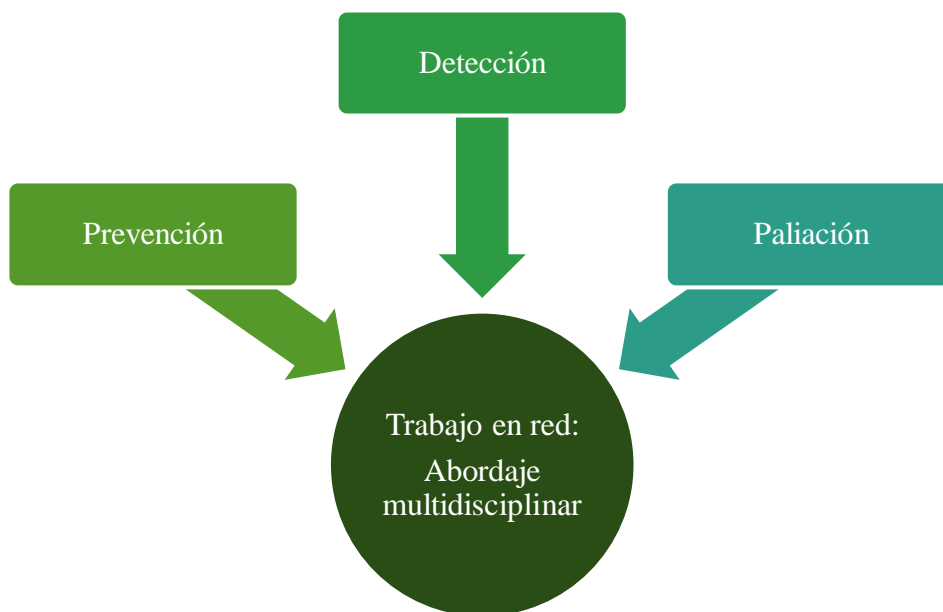 Detección
Prevención
Paliación
Trabajo en red:
Abordaje
multidisciplinar